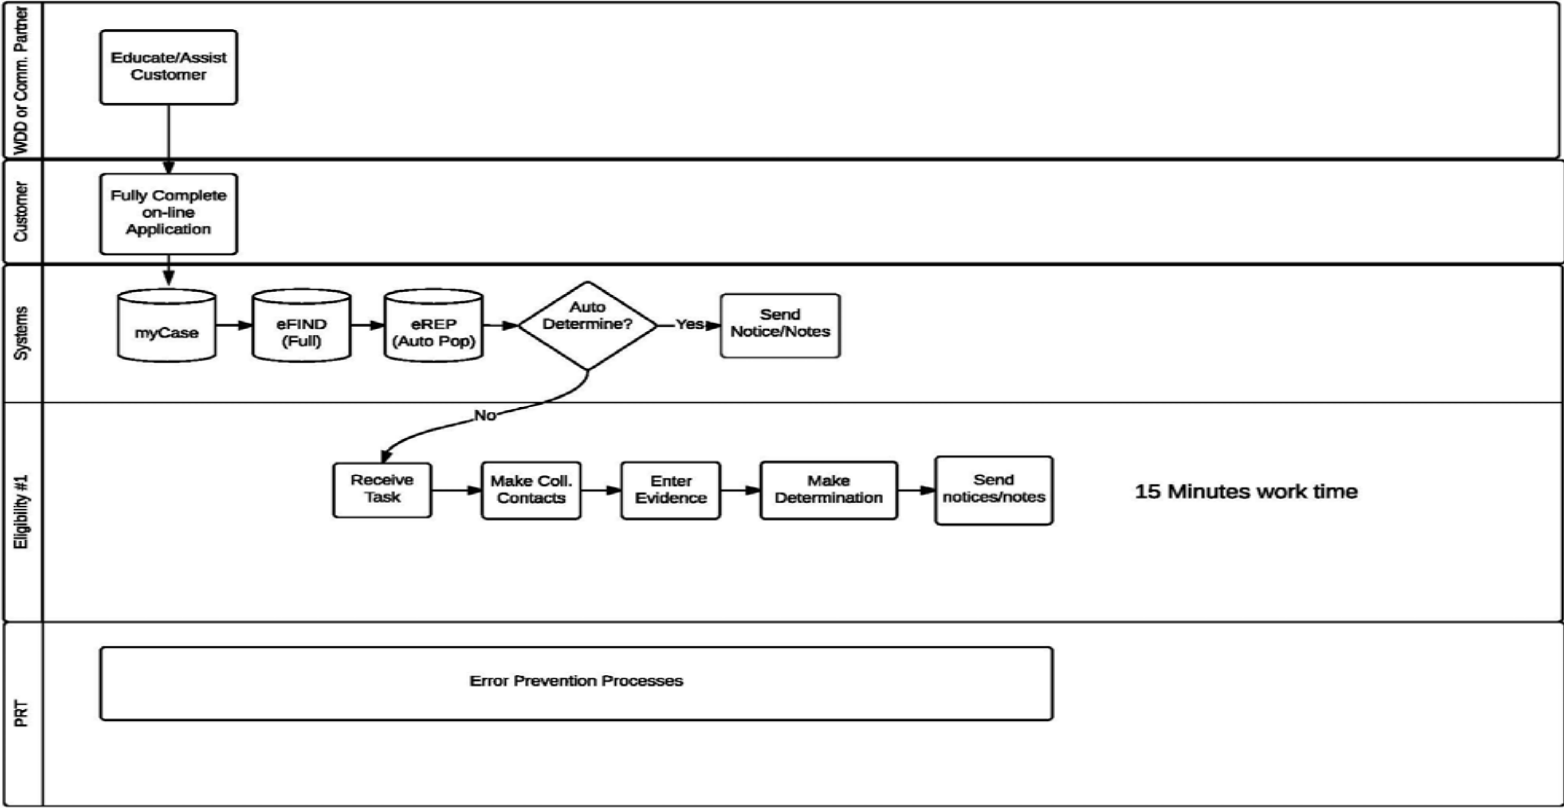 WDD or Comm. Partner
Educate/Assist
Customer
Customer
Fully Complete
on-line
Application
Systems
myCase
eFIND
(Full)
eREP
(Auto Pop)
Auto
Determine?
Yes
Send
Notice/Notes
No
Eligibility #1
Receive
Task
Make Coll.
Contacts
Enter
Evidence
Make
Determination
Send
notices/notes
15 Minutes work time
PRT
Error Prevention Processes